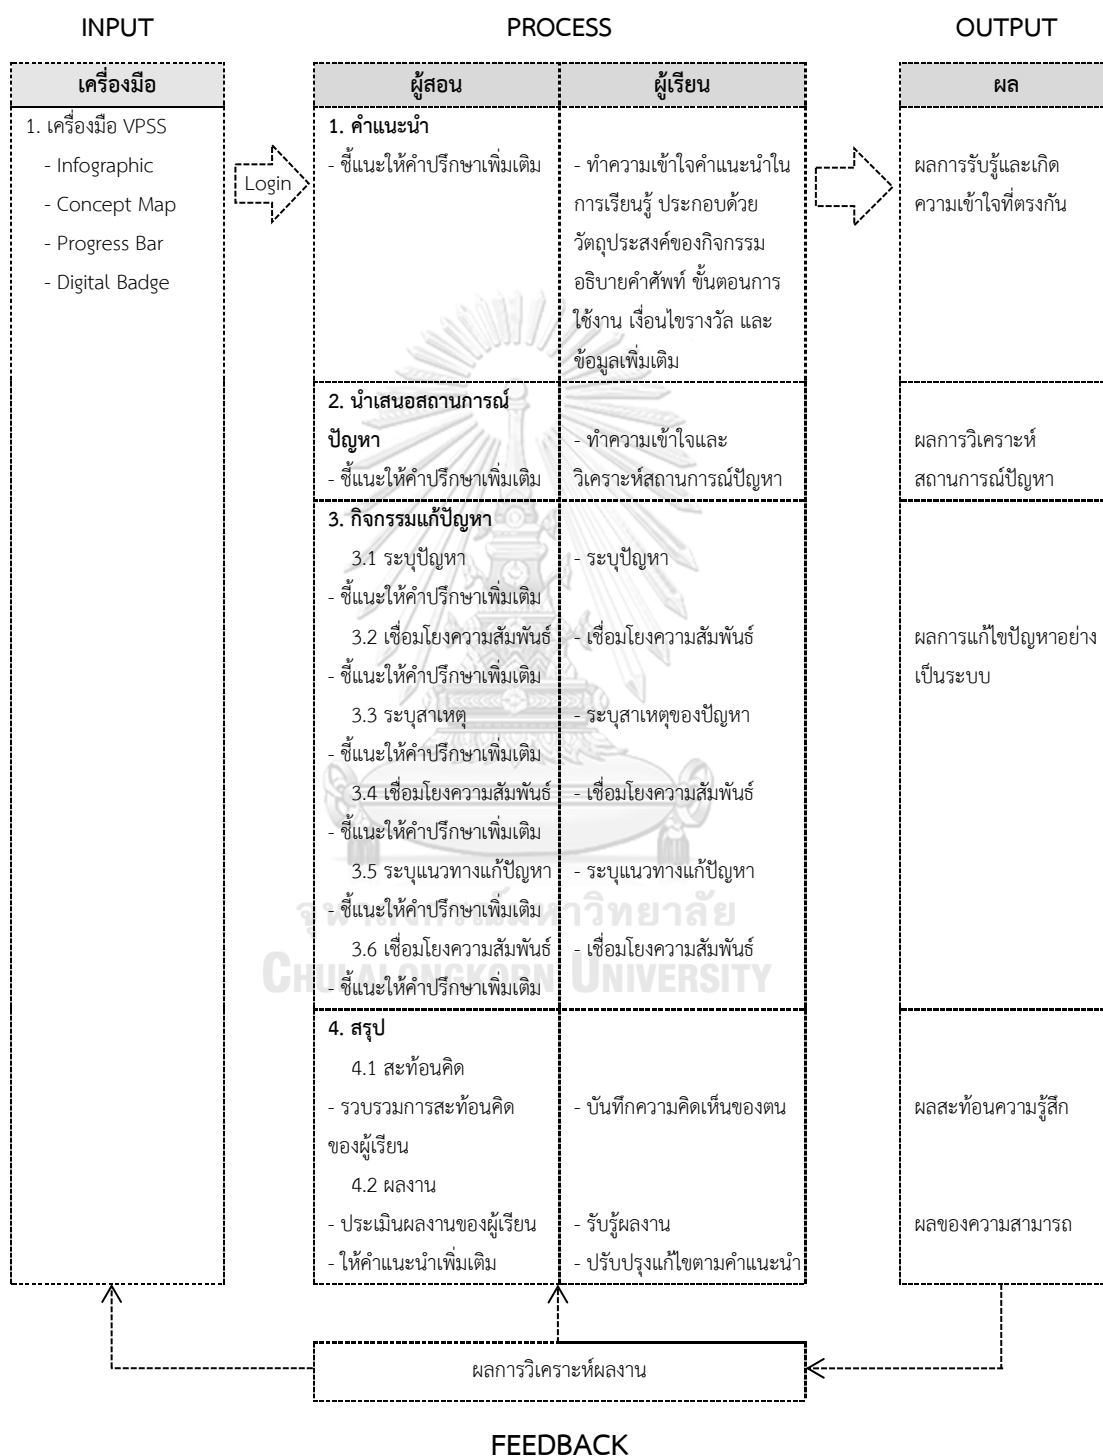 INPUT
PROCESS
OUTPUT
เครื่องมือ
1. เครื่องมือ VPSS
- Infographic
- Concept Map
- Progress Bar
- Digital Badge
Login
ผู้สอน
ผู้เรียน
1. คำแนะนำ
- ชี้แนะให้คำปรึกษาเพิ่มเติม
- ทำความเข้าใจคำแนะนำใน
การเรียนรู้ ประกอบด้วย
วัตถุประสงค์ของกิจกรรม
อธิบายคำศัพท์ ขั้นตอนการ
ใช้งาน เงื่อนไขรางวัล และ
ข้อมูลเพิ่มเติม
2. นำเสนอสถานการณ์
ปัญหา
- ชี้แนะให้คำปรึกษาเพิ่มเติม
- ทำความเข้าใจและ
วิเคราะห์สถานการณ์ปัญหา
3. กิจกรรมแก้ปัญหา
3.1 ระบุปัญหา
- ระบุปัญหา
- ชี้แนะให้คำปรึกษาเพิ่มเติม
3.2 เชื่อมโยงความสัมพันธ์
- เชื่อมโยงความสัมพันธ์
- ชี้แนะให้คำปรึกษาเพิ่มเติม
3.3 ระบุสาเหตุ
- ระบุสาเหตุของปัญหา
- ชี้แนะให้คำปรึกษาเพิ่มเติม
3.4 เชื่อมโยงความสัมพันธ์
- เชื่อมโยงความสัมพันธ์
- ชี้แนะให้คำปรึกษาเพิ่มเติม
3.5 ระบุแนวทางแก้ปัญหา
- ระบุแนวทางแก้ปัญหา
- ชี้แนะให้คำปรึกษาเพิ่มเติม
3.6 เชื่อมโยงความสัมพันธ์
- เชื่อมโยงความสัมพันธ์
- ชี้แนะให้คำปรึกษาเพิ่มเติม
4. สรุป
4.1 สะท้อนคิด
- รวบรวมการสะท้อนคิด
ของผู้เรียน
- บันทึกความคิดเห็นของตน
4.2 ผลงาน
- ประเมินผลงานของผู้เรียน
- รับรู้ผลงาน
- ให้คำแนะนำเพิ่มเติม
- ปรับปรุงแก้ไขตามคำแนะนำ
ผล
ผลการรับรู้และเกิด
ความเข้าใจที่ตรงกัน
ผลการวิเคราะห์
สถานการณ์ปัญหา
ผลการแก้ไขปัญหาอย่าง
เป็นระบบ
ผลสะท้อนความรู้สึก
ผลของความสามารถ
ผลการวิเคราะห์ผลงาน
FEEDBACK
จุฬาลงกรณ์มหาวิทยาลัย
CHULALONGKORN UNIVERSITY